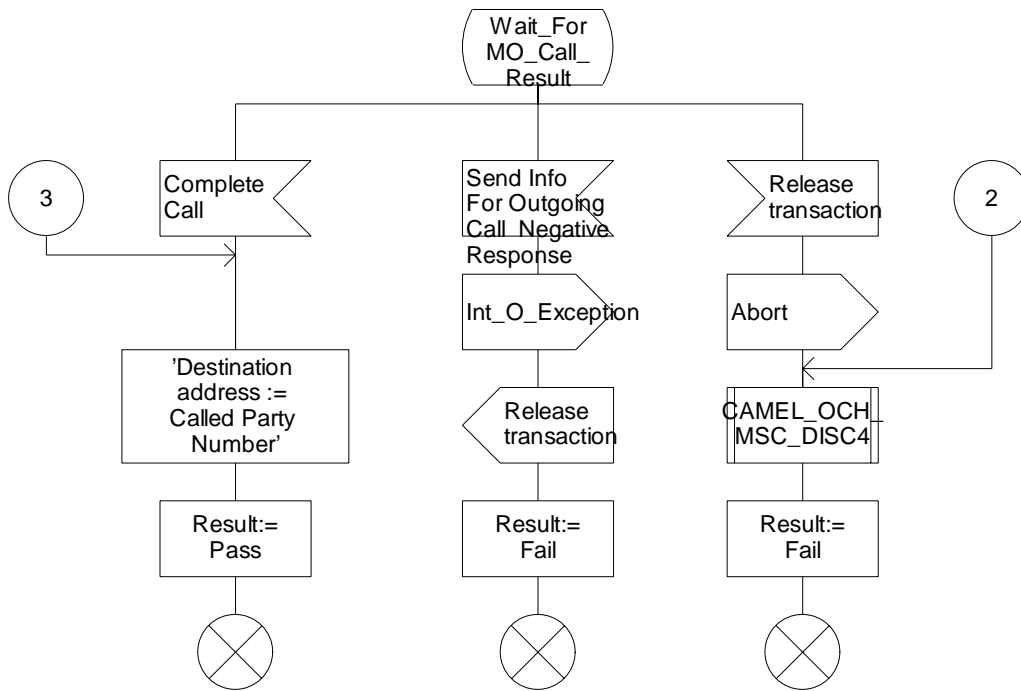 Wait_For
MO_Call_
Result
3
Complete
Call
Send Info
For Outgoing
Call Negative
Response
Release
transaction
2
Int_O_Exception
Abort
’Destination
address :=
Called Party
Number’
Release
transaction
CAMEL_OCH_
MSC_DISC4
Result:=
Pass
Result:=
Fail
Result:=
Fail